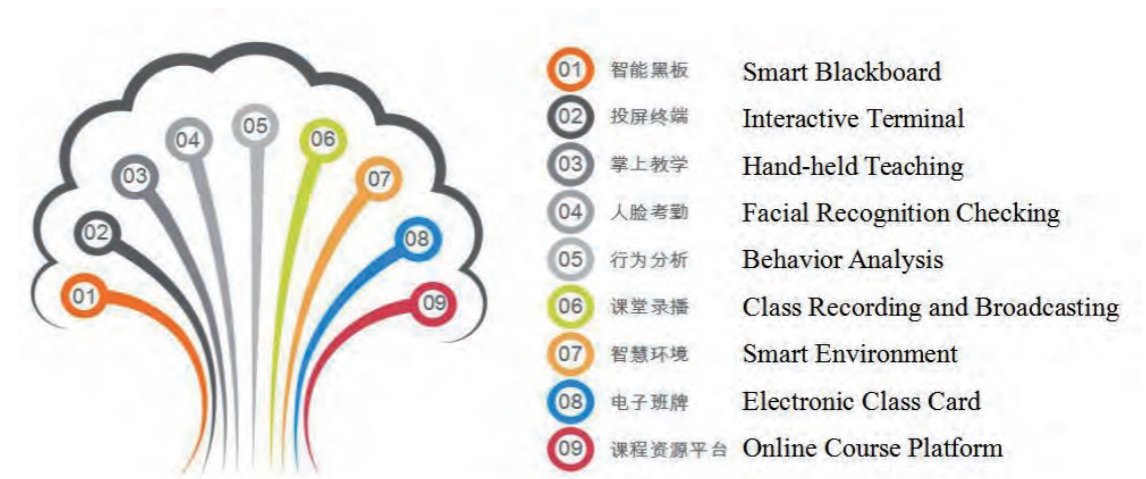 01
02
03
04
05
06
07
08
09
01 智能黑板 Smart Blackboard
02 投屏终端 Interactive Terminal
03 掌上教学 Hand-held Teaching
04 人脸考勤 Facial Recognition Checking
05 行为分析 Behavior Analysis
06 课堂录播 Class Recording and Broadcasting
07 智慧环境 Smart Environment
08 电子班牌 Electronic Class Card
09 课程资源平台 Online Course Platform